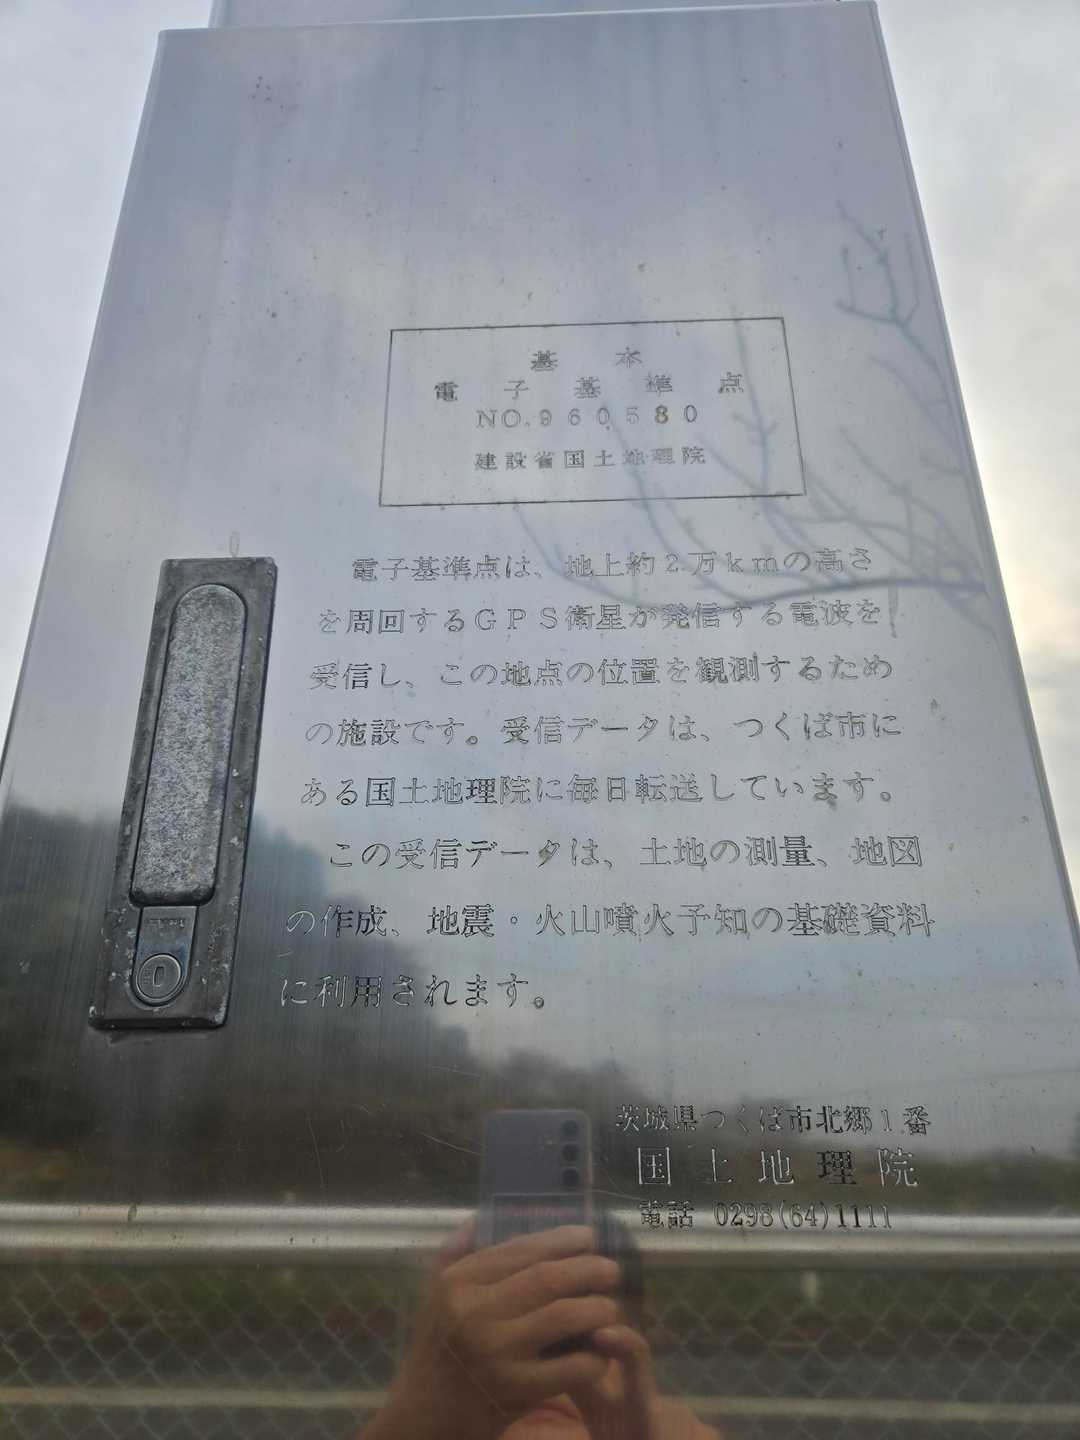 基本
電子基準点
NO.960580
建設省国土地理院
電子基準点は、地上約2万kmの高さ
を周回するGPS衛星が発信する電波を
受信し、この地点の位置を観測するため
の施設です。受信データは、つくば市に
ある国土地理院に毎日転送しています。
この受信データは、土地の測量、地図
の作成、地震・火山噴火予知の基礎資料
に利用されます。
茨城県つくば市北郷1番
国土地理院
電話 0298(64)1111